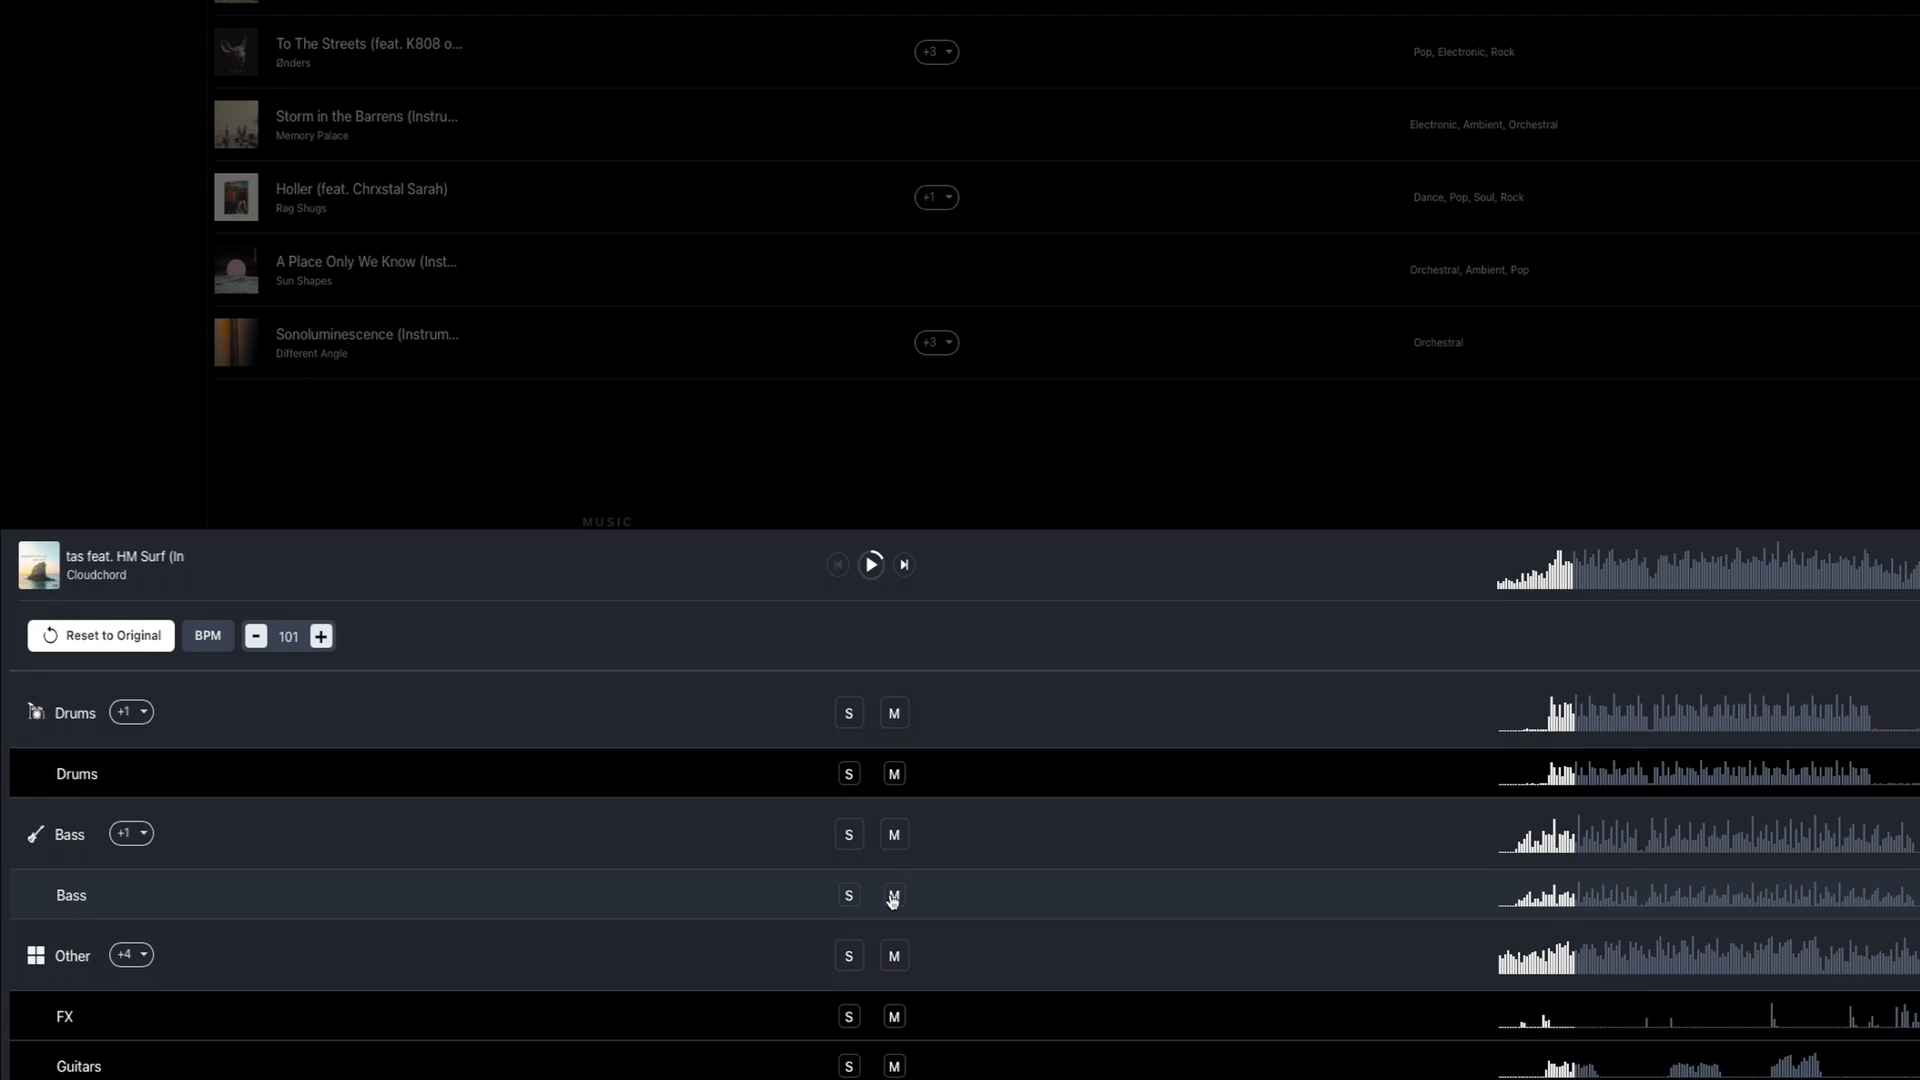 To The Streets (feat. K808 o...
Ønders
+3
Pop, Electronic, Rock
Storm in the Barrens (Instru...
Memory Palace
Electronic, Ambient, Orchestral
Holler (feat. Chrxstal Sarah)
Rag Shugs
+1
Dance, Pop, Soul, Rock
A Place Only We Know (Inst...
Sun Shapes
Orchestral, Ambient, Pop
Sonoluminescence (Instrum...
Different Angle
+3
Orchestral
MUSIC
tas feat. HM Surf (In
Cloudchord
Reset to Original BPM - 101 +
Drums +1 S M
Drums S M
Bass +1 S M
Bass S M
Other +4 S M
FX S M
Guitars S M